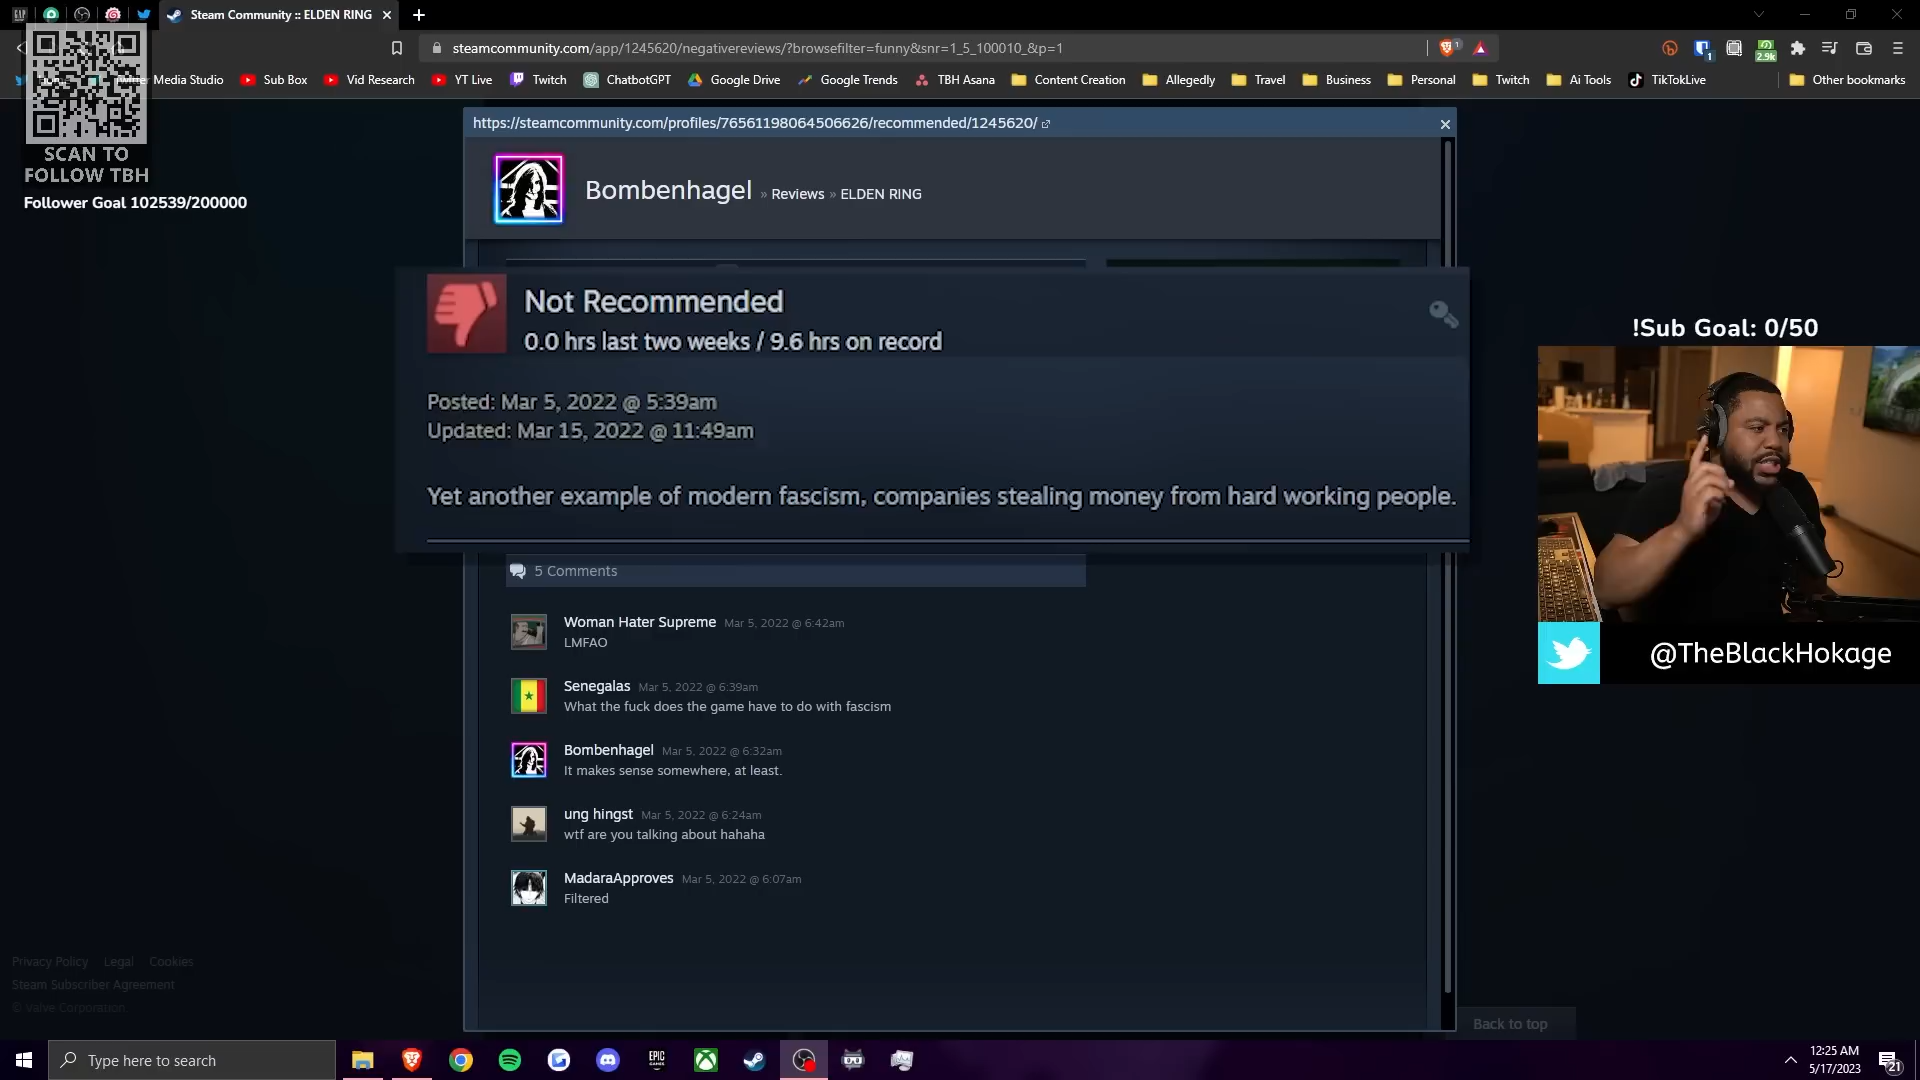 Steam Community :: ELDEN RING
steamcommunity.com/app/1245620/negativereviews/?browsefilter=funny&snr=1_5_100010_&p=1
Media Studio
Sub Box
Vid Research
YT Live
Twitch
ChatbotGPT
Google Drive
Google Trends
TBH Asana
Content Creation
Allegedly
Travel
Business
Personal
Twitch
Ai Tools
TikTokLive
Other bookmarks
SCAN TO
FOLLOW TBH
Follower Goal 102539/200000
https://steamcommunity.com/profiles/76561198064506626/recommended/1245620/
Bombenhagel » Reviews » ELDEN RING
Not Recommended
0.0 hrs last two weeks / 9.6 hrs on record
Posted: Mar 5, 2022 @ 5:39am
Updated: Mar 15, 2022 @ 11:49am
Yet another example of modern fascism, companies stealing money from hard working people.
5 Comments
Woman Hater Supreme Mar 5, 2022 @ 6:42am
LMFAO
Senegalas Mar 5, 2022 @ 6:39am
What the fuck does the game have to do with fascism
Bombenhagel Mar 5, 2022 @ 6:32am
It makes sense somewhere, at least.
ung hingst Mar 5, 2022 @ 6:24am
wtf are you talking about hahaha
MadaraApproves Mar 5, 2022 @ 6:07am
Filtered
!Sub Goal: 0/50
@TheBlackHokage
Privacy Policy Legal Cookies
Steam Subscriber Agreement
© Valve Corporation
Back to top
Type here to search
EPIC
GAMES
12:25 AM
5/17/2023
21
1
2.9k